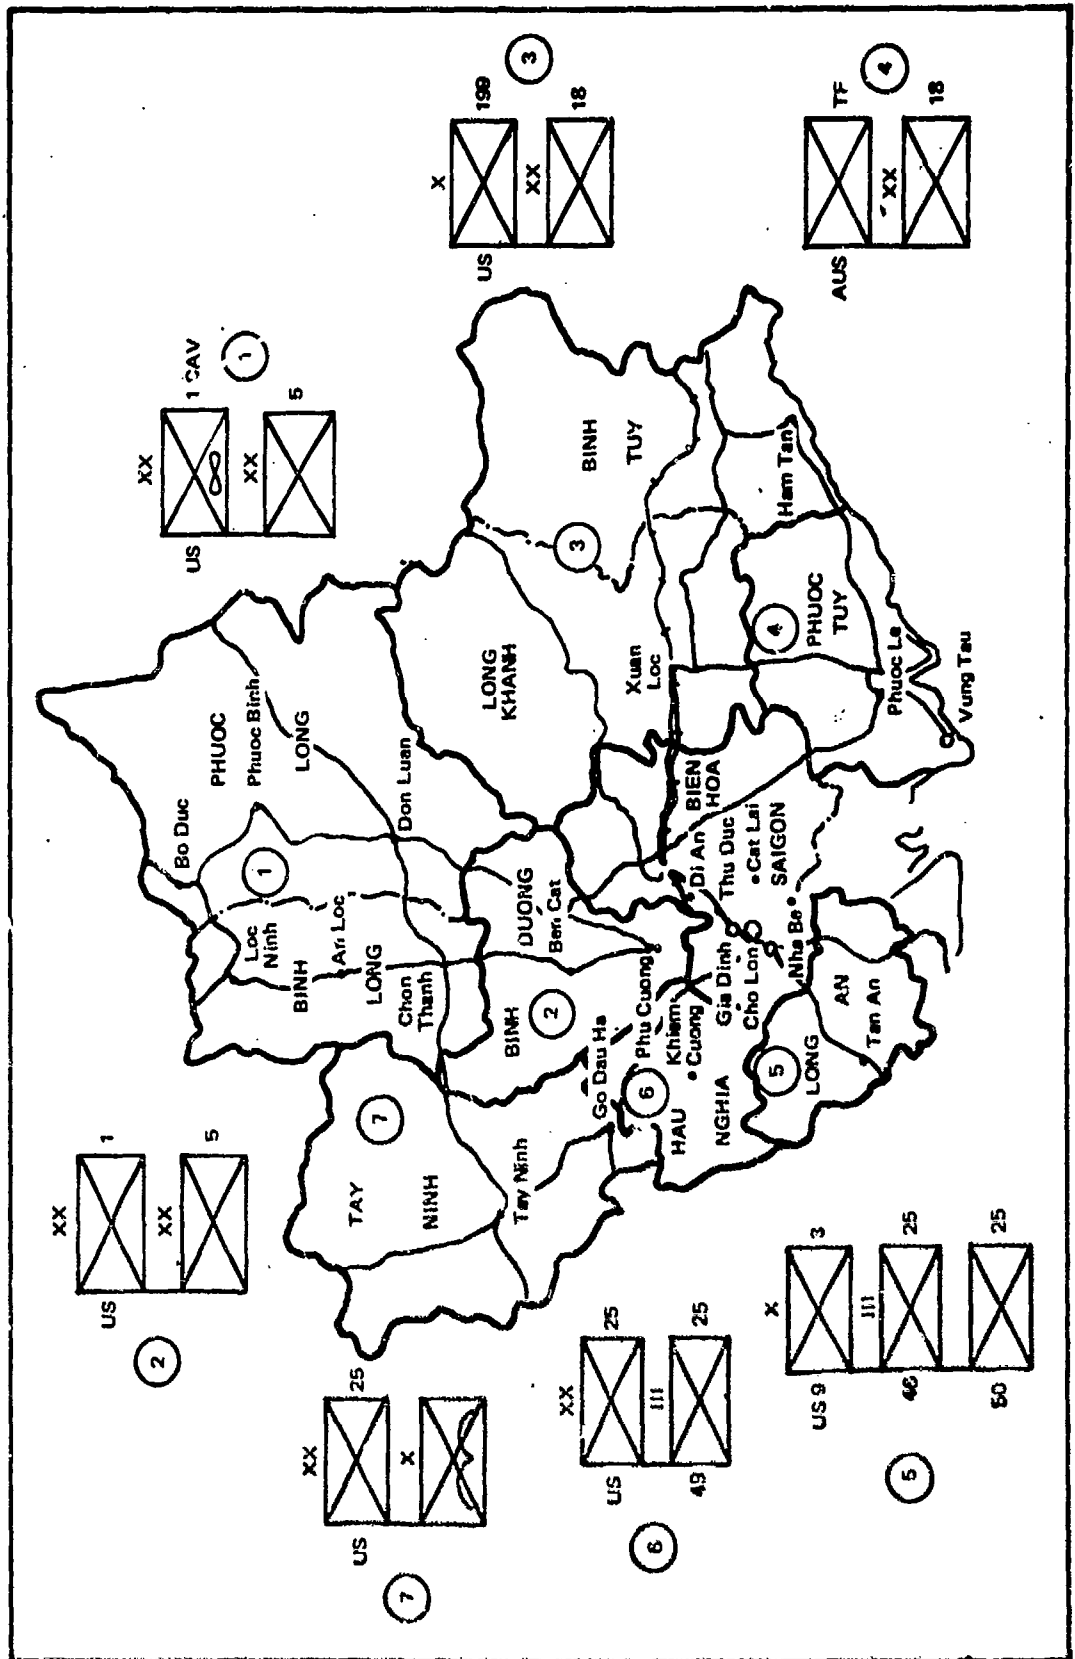 XX
US
1 CAV
1
XX
5
XX
US
1
2
XX
5
X
US
199
3
XX
18
AUS
TF
4
XX
18
XX
US
25
7
X
XX
US
25
6
III
49
25
X
US 9
3
5
III
46
25
50
25
Bo Duc
PHUOC
Phuoc Binh
LONG
1
Loc
Ninh
An Loc
BINH
LONG
Chon
Thanh
Don Luan
LONG
KHANH
BINH
TUY
3
Xuan
Loc
Ham Tan
PHUOC
TUY
4
Phuoc Le
Vung Tau
TAY
NINH
7
Tay Ninh
BINH
DUONG
2
Ben Cat
Go Dau Ha
Phu Cuong
Khiem
Cuong
6
HAU
NGHIA
BIEN
HOA
Di An
Thu Duc
Cat Lai
SAIGON
Gia Dinh
Cho Lon
Nha Be
5
LONG
AN
Tan An